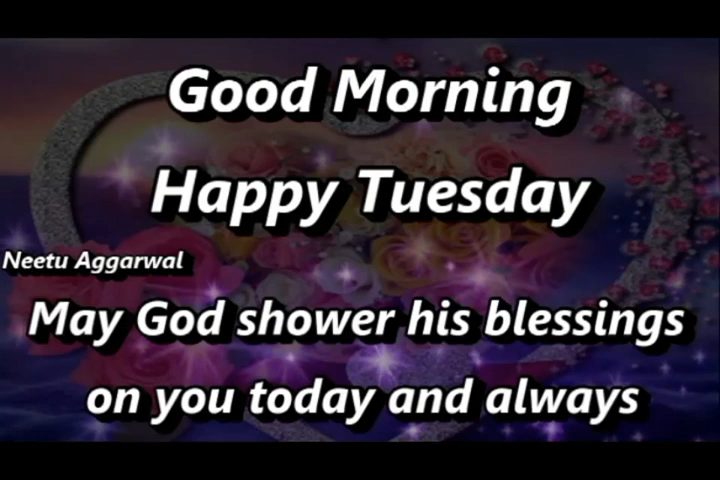 Good Morning
Happy Tuesday
Neetu Aggarwal
May God shower his blessings
on you today and always